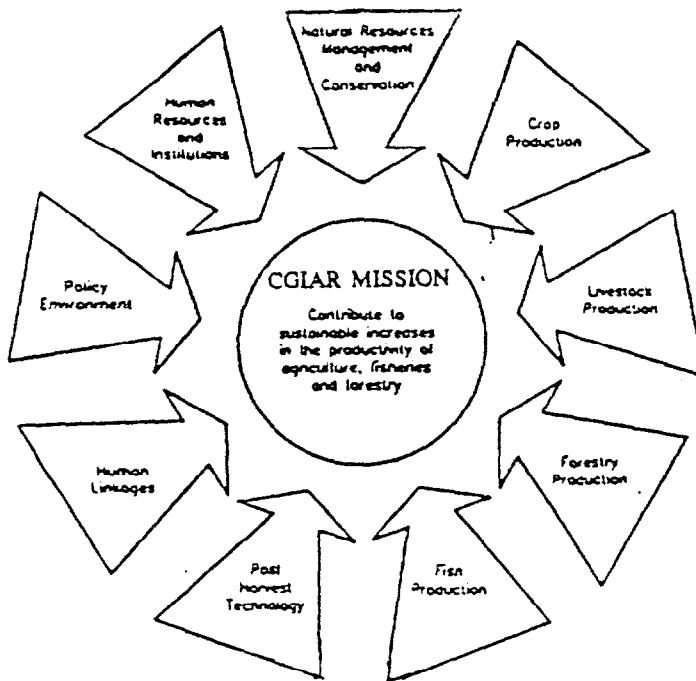 Natural Resources
Management
and
Conservation
Crop
Production
Livestock
Production
Forestry
Production
Fish
Production
Post
Harvest
Technology
Human
Linkages
Policy
Environment
Human
Resources
and
Institutions
CGIAR MISSION
Contribute to
sustainable increases
in the productivity of
agriculture, fisheries
and forestry